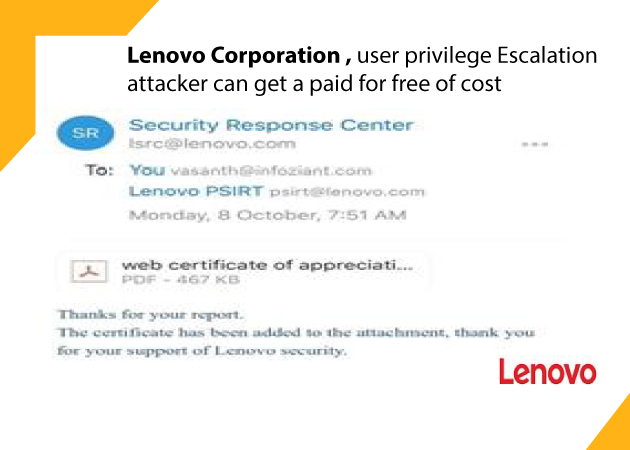 Lenovo Corporation , user privilege Escalation
attacker can get a paid for free of cost
SR
Security Response Center
lsrc@lenovo.com
To: You vasanth@infoziant.com
Lenovo PSIRT psirt@lenovo.com
Monday, 8 October, 7:51 AM
web certificate of appreciati...
PDF - 467 KB
Thanks for your report.
The certificate has been added to the attachment, thank you
for your support of Lenovo security.
Lenovo